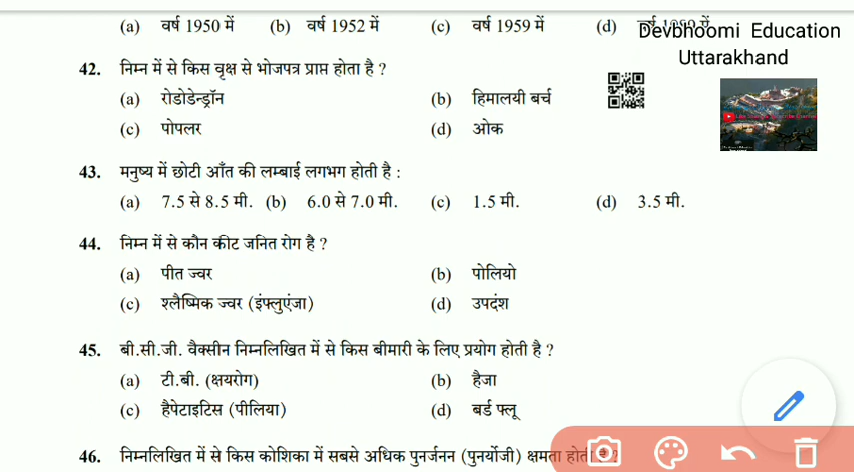 (a) वर्ष 1950 में (b) वर्ष 1952 में (c) वर्ष 1959 में (d)
Devbhoomi Education
Uttarakhand
42. निम्न में से किस वृक्ष से भोजपत्र प्राप्त होता है ?
(a) रोडोडेन्ड्रॉन (b) हिमालयी बर्च
(c) पोपलर (d) ओक
43. मनुष्य में छोटी आँत की लम्बाई लगभग होती है :
(a) 7.5 से 8.5 मी. (b) 6.0 से 7.0 मी. (c) 1.5 मी. (d) 3.5 मी.
44. निम्न में से कौन कीट जनित रोग है ?
(a) पीत ज्वर (b) पोलियो
(c) श्लैष्मिक ज्वर (इंफ्लुएंजा) (d) उपदंश
45. बी.सी.जी. वैक्सीन निम्नलिखित में से किस बीमारी के लिए प्रयोग होती है ?
(a) टी.बी. (क्षयरोग) (b) हैजा
(c) हैपेटाइटिस (पीलिया) (d) बर्ड फ्लू
46. निम्नलिखित में से किस कोशिका में सबसे अधिक पुनर्जनन (पुनर्योजी) क्षमता होती है ?